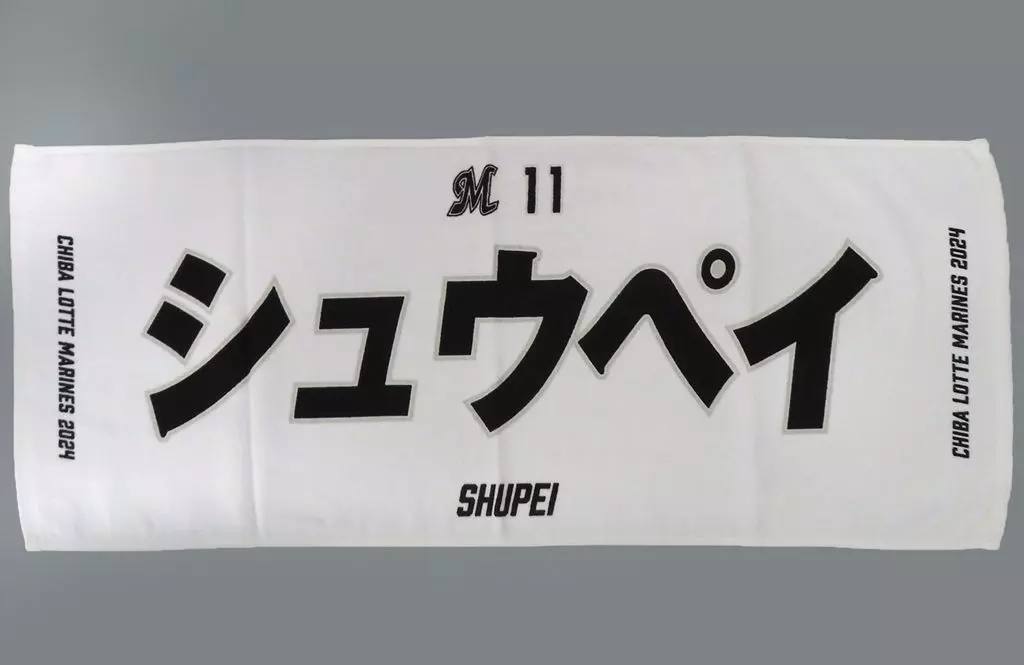 M 11
シュウペイ
SHUPEI
CHIBA LOTTE MARINES 2024
CHIBA LOTTE MARINES 2024